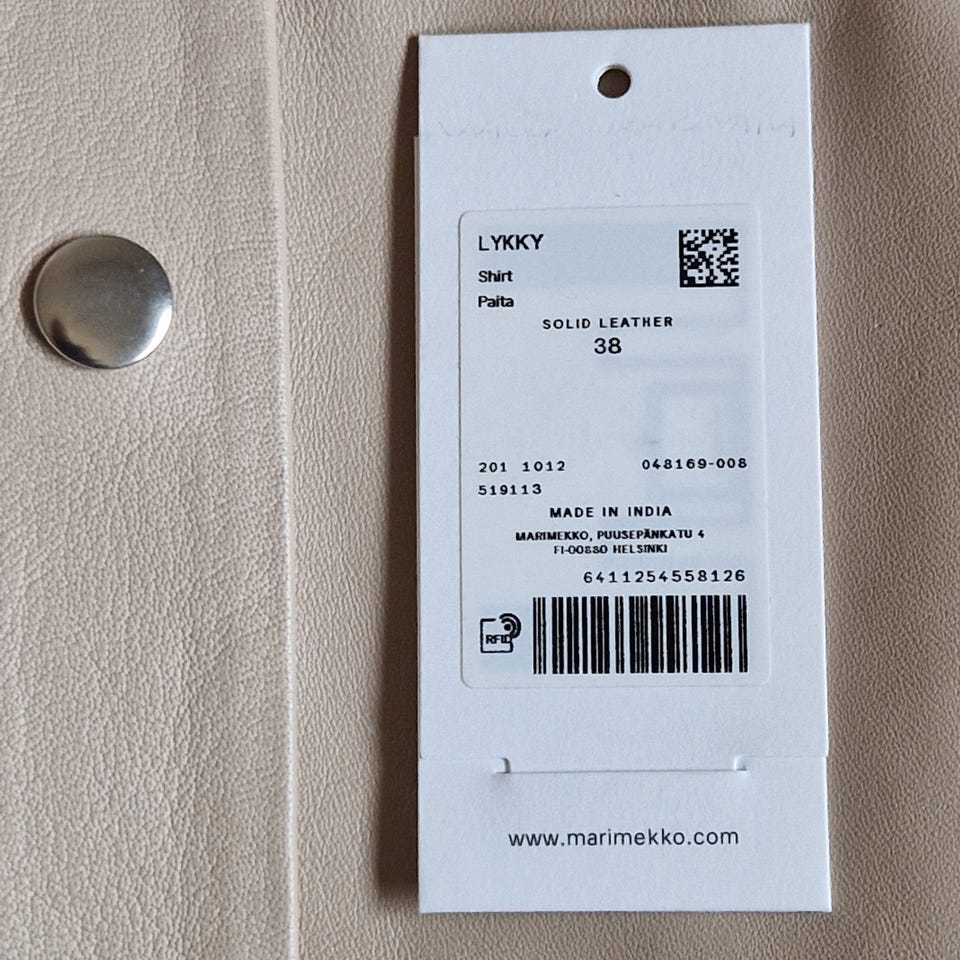 LYKKY
Shirt
Paita
SOLID LEATHER
38
201 1012 048169-008
519113
MADE IN INDIA
MARIMEKKO, PUUSEPÄNKATU 4
FI-00880 HELSINKI
6411254558126
RFID
www.marimekko.com